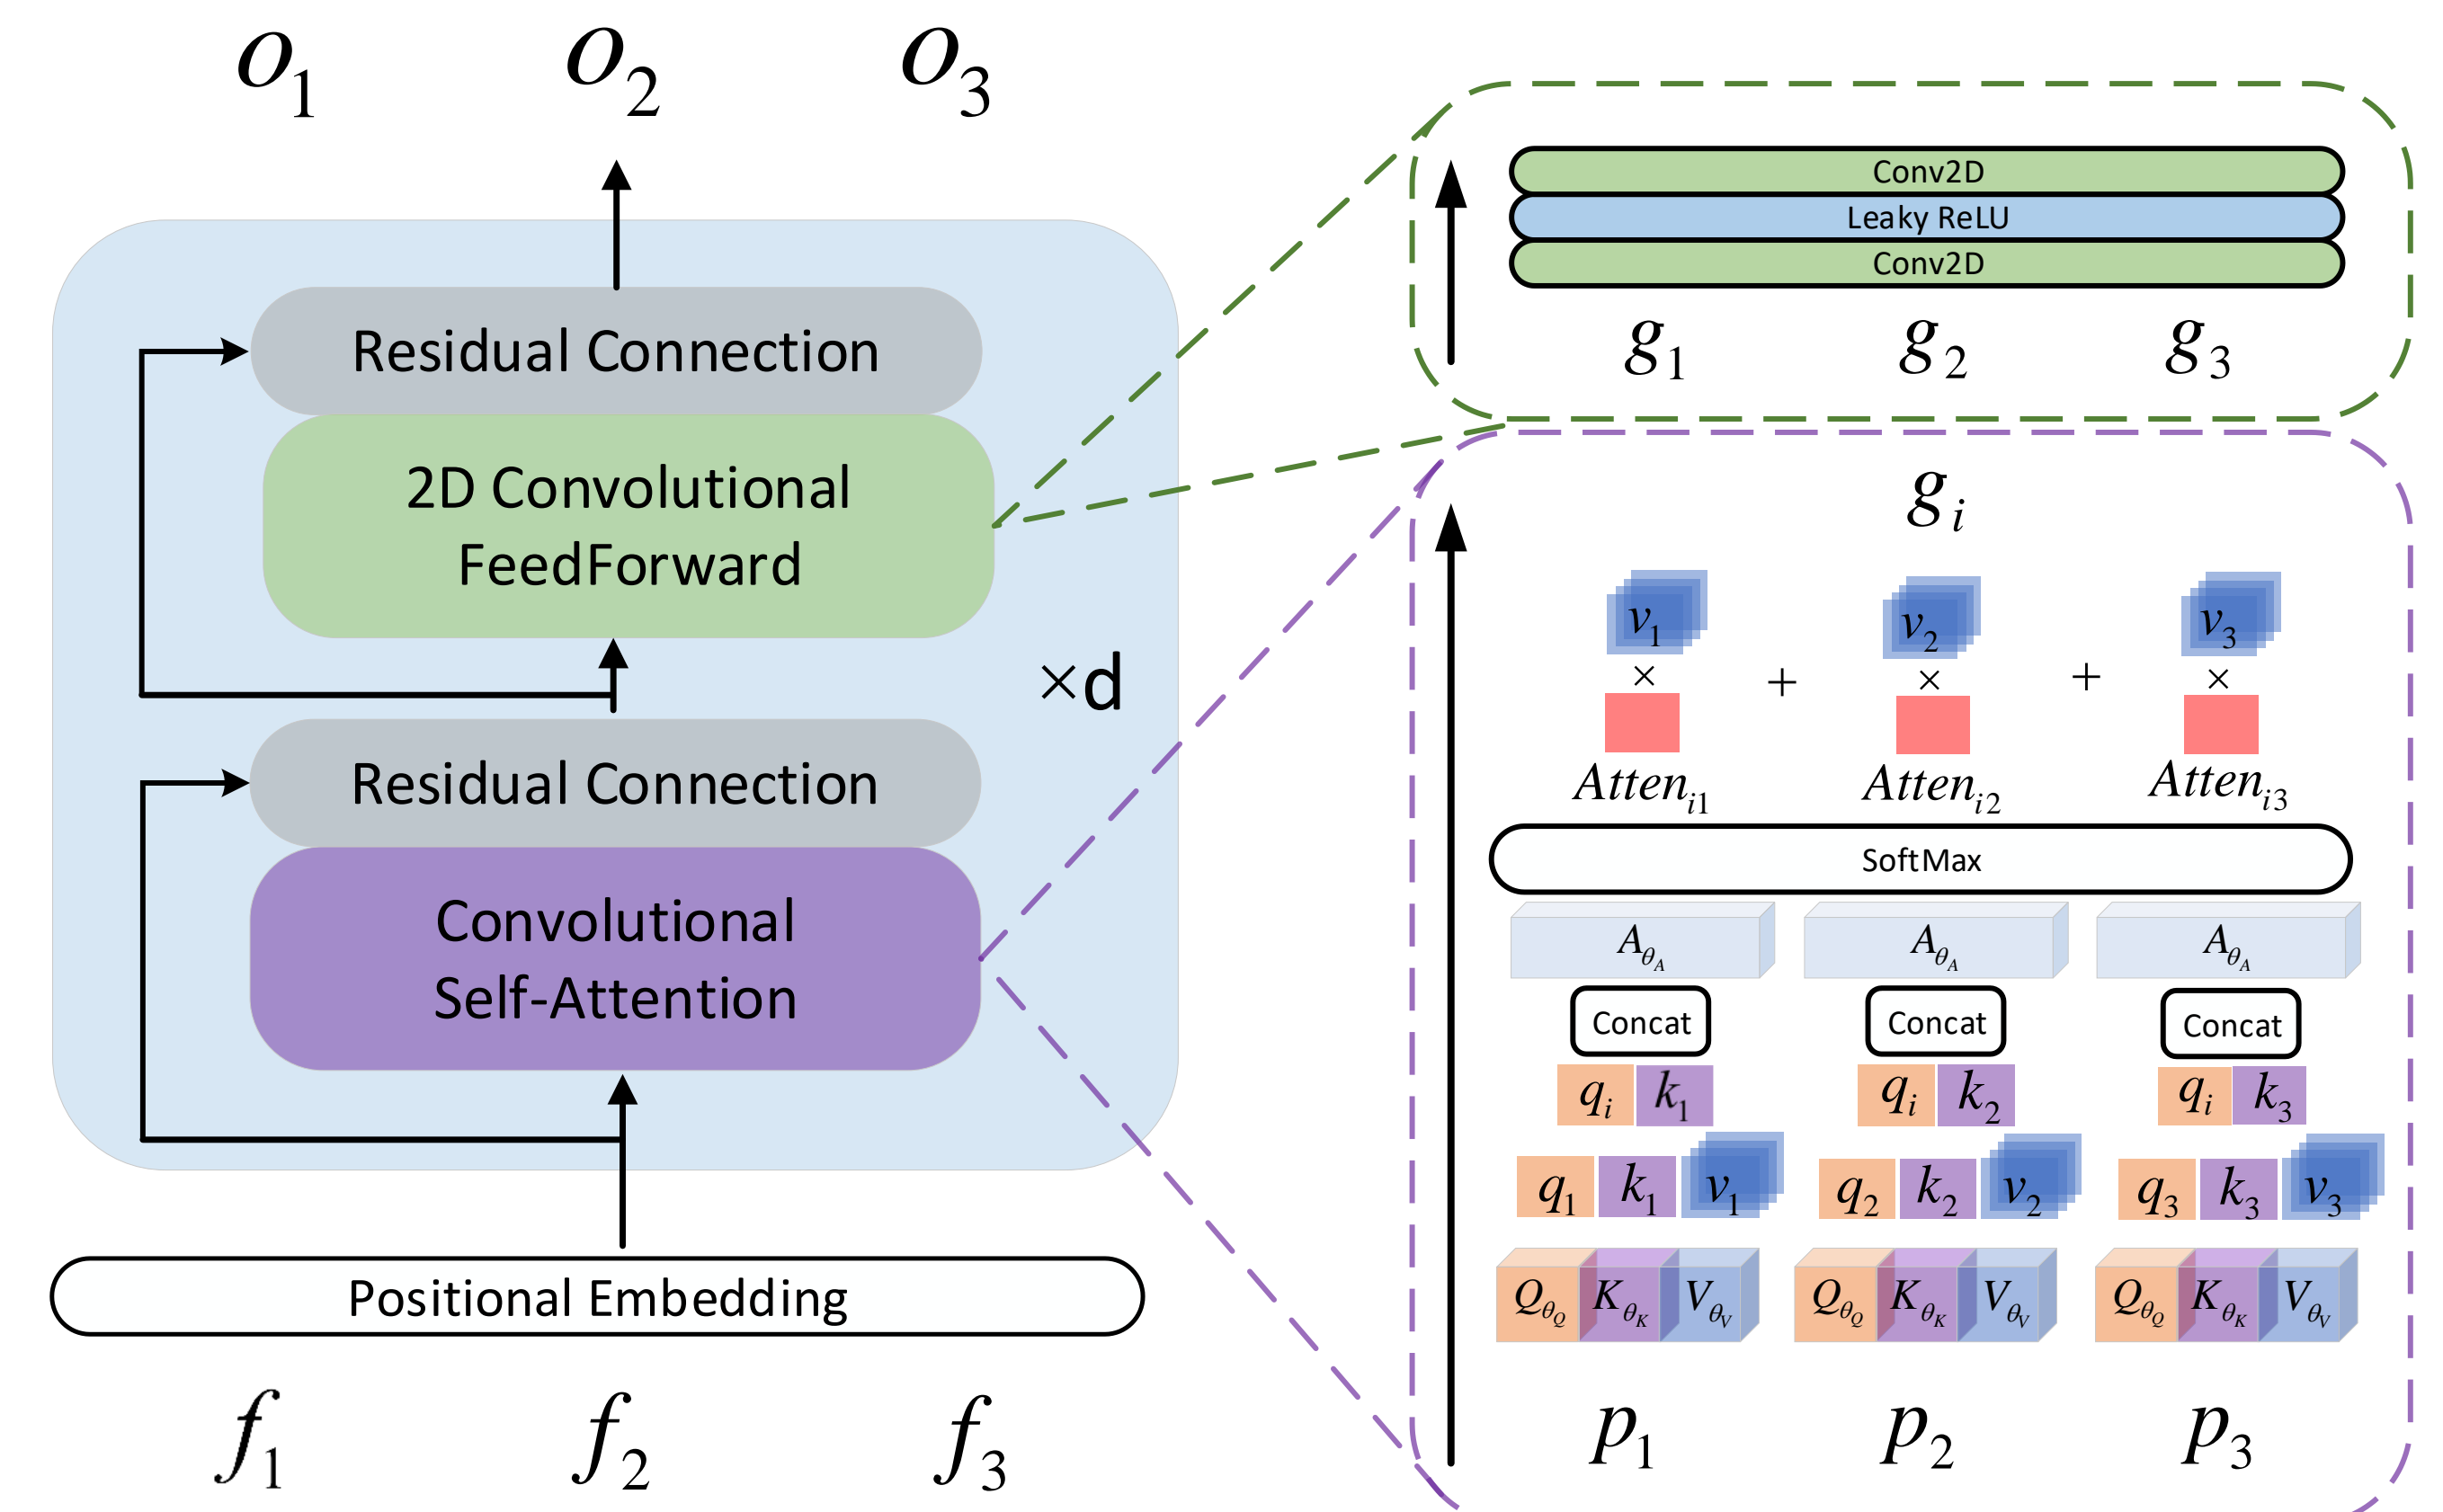 o1 o2 o3
Residual Connection
2D Convolutional
FeedForward
×d
Residual Connection
Convolutional
Self-Attention
Positional Embedding
f1 f2 f3
Conv2D
Leaky ReLU
Conv2D
g1 g2 g3
gi
v1 v2 v3
× + × + ×
Atteni1 Atteni2 Atteni3
SoftMax
AθA AθA AθA
Concat Concat Concat
qi k1 qi k2 qi k3
q1 k1 v1 q2 k2 v2 q3 k3 v3
QθQ KθK VθV QθQ KθK VθV QθQ KθK VθV
p1 p2 p3